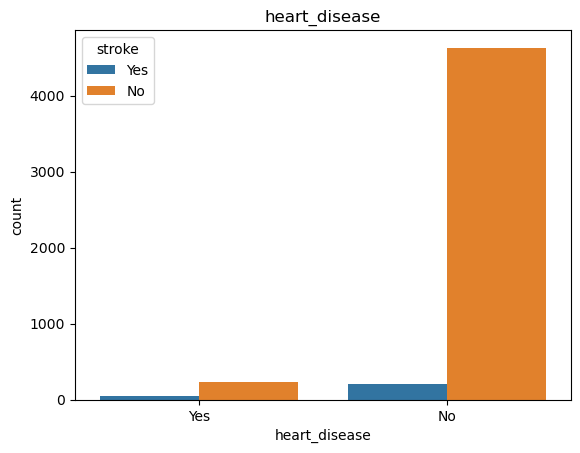 heart_disease
stroke
Yes
No
4000
3000
2000
1000
0
count
Yes No
heart_disease